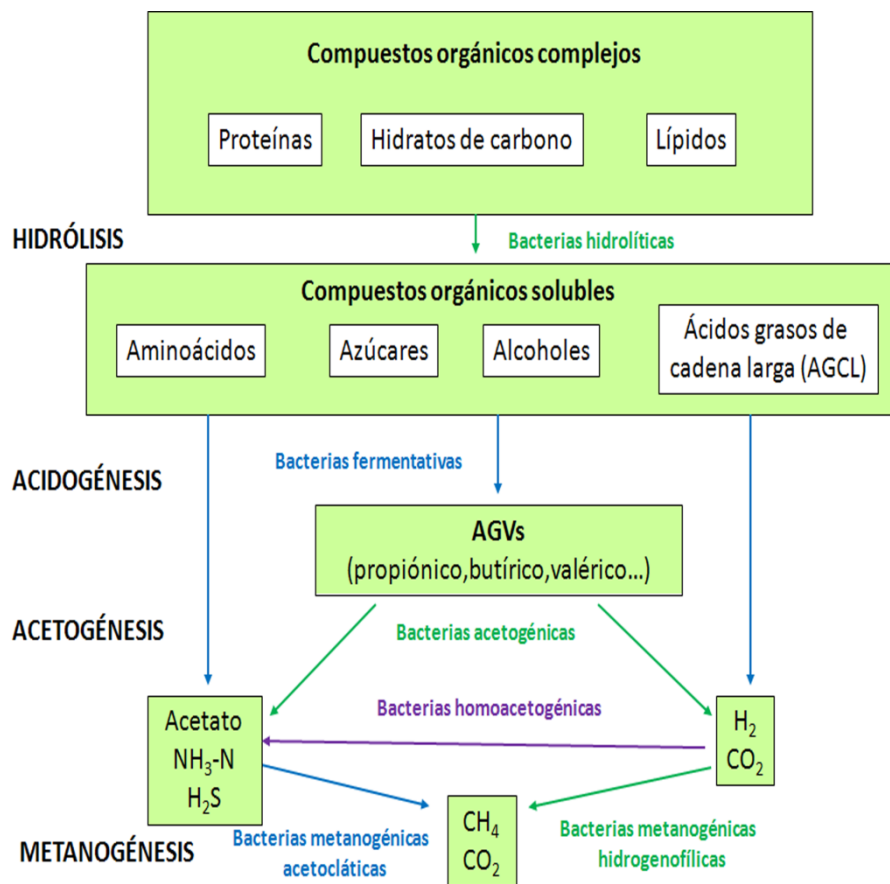 Compuestos orgánicos complejos
Proteínas
Hidratos de carbono
Lípidos
HIDRÓLISIS
Bacterias hidrolíticas
Compuestos orgánicos solubles
Aminoácidos
Azúcares
Alcoholes
Ácidos grasos de
cadena larga (AGCL)
Bacterias fermentativas
ACIDOGÉNESIS
AGVs
(propiónico,butírico,valérico...)
ACETOGÉNESIS
Bacterias acetogénicas
Bacterias homoacetogénicas
Acetato
NH₃-N
H₂S
H₂
CO₂
METANOGÉNESIS
Bacterias metanogénicas
acetocláticas
CH₄
CO₂
Bacterias metanogénicas
hidrogenofílicas